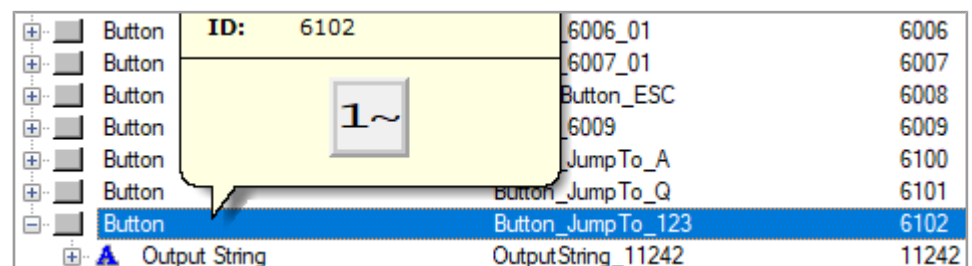 Button ID: 6102 _6006_01 6006
Button _6007_01 6007
Button Button_ESC 6008
Button 1~ _6009 6009
Button _JumpTo_A 6100
Button Button_JumpTo_Q 6101
Button Button_JumpTo_123 6102
A Output String OutputString_11242 11242